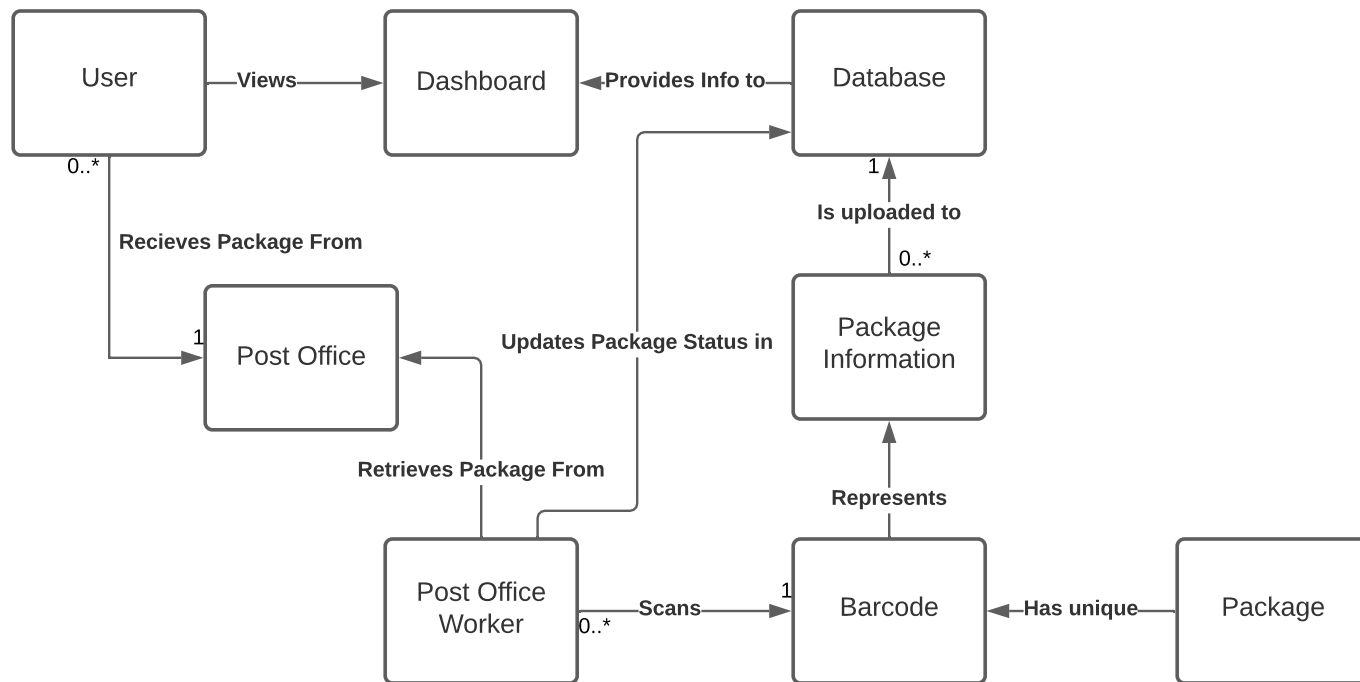 User
Views
Dashboard
Provides Info to
Database
0..*
1
Is uploaded to
Recieves Package From
0..*
1
Post Office
Updates Package Status in
Package
Information
Retrieves Package From
Represents
Post Office
Worker
0..*
Scans
1
Barcode
Has unique
Package